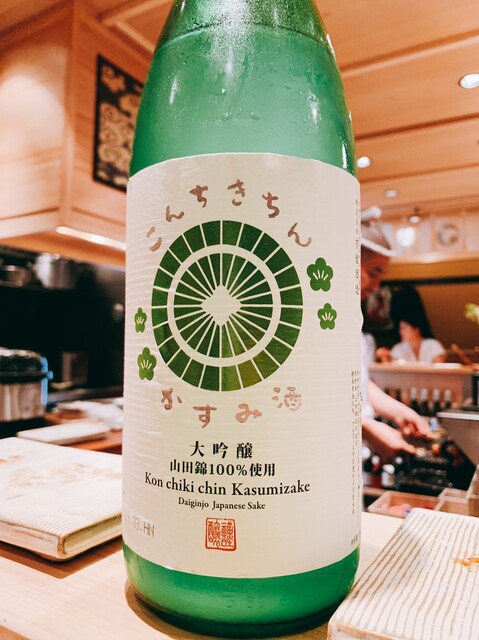 こんちきちん
かすみ酒
大吟醸
山田錦100%使用
Kon chiki chin Kasumizake
Daiginjo Japanese Sake